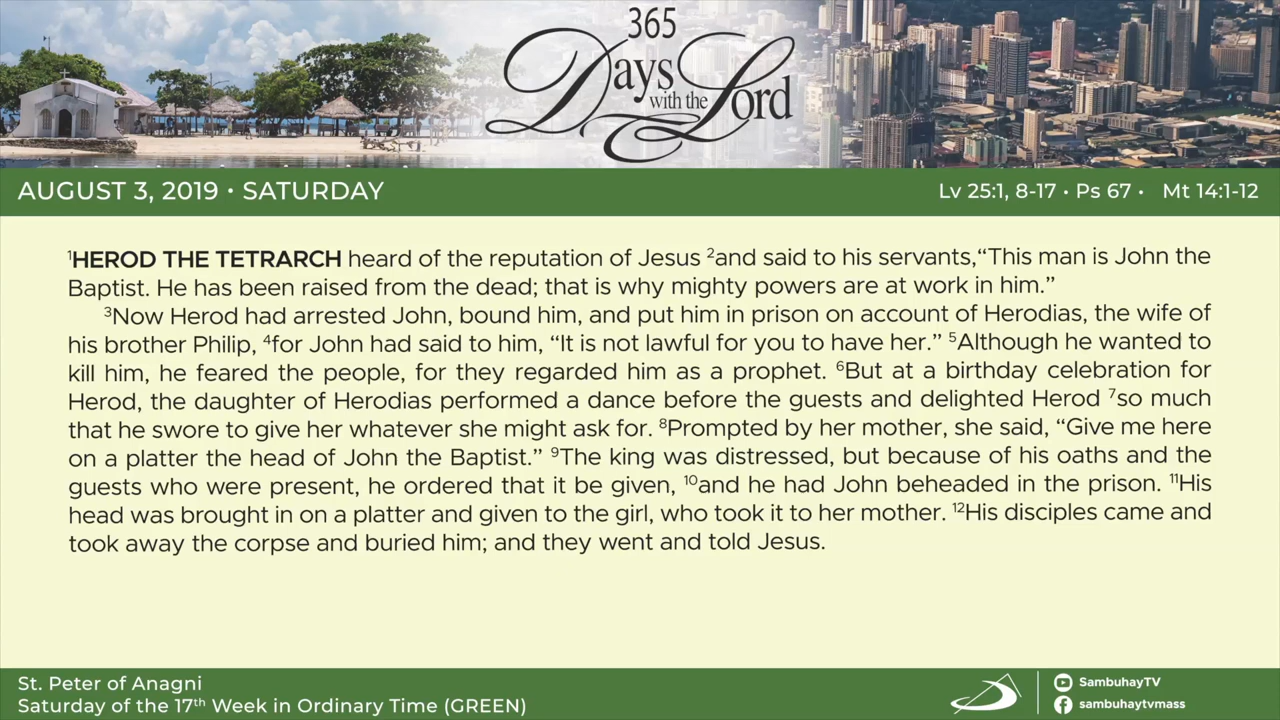 365
Days with the Lord
AUGUST 3, 2019 • SATURDAY
Lv 25:1, 8-17 • Ps 67 • Mt 14:1-12
¹HEROD THE TETRARCH heard of the reputation of Jesus ²and said to his servants,“This man is John the
Baptist. He has been raised from the dead; that is why mighty powers are at work in him.”
³Now Herod had arrested John, bound him, and put him in prison on account of Herodias, the wife of
his brother Philip, ⁴for John had said to him, “It is not lawful for you to have her.” ⁵Although he wanted to
kill him, he feared the people, for they regarded him as a prophet. ⁶But at a birthday celebration for
Herod, the daughter of Herodias performed a dance before the guests and delighted Herod ⁷so much
that he swore to give her whatever she might ask for. ⁸Prompted by her mother, she said, “Give me here
on a platter the head of John the Baptist.” ⁹The king was distressed, but because of his oaths and the
guests who were present, he ordered that it be given, ¹⁰and he had John beheaded in the prison. ¹¹His
head was brought in on a platter and given to the girl, who took it to her mother. ¹²His disciples came and
took away the corpse and buried him; and they went and told Jesus.
St. Peter of Anagni
Saturday of the 17th Week in Ordinary Time (GREEN)
SambuhayTV
sambuhaytvmass